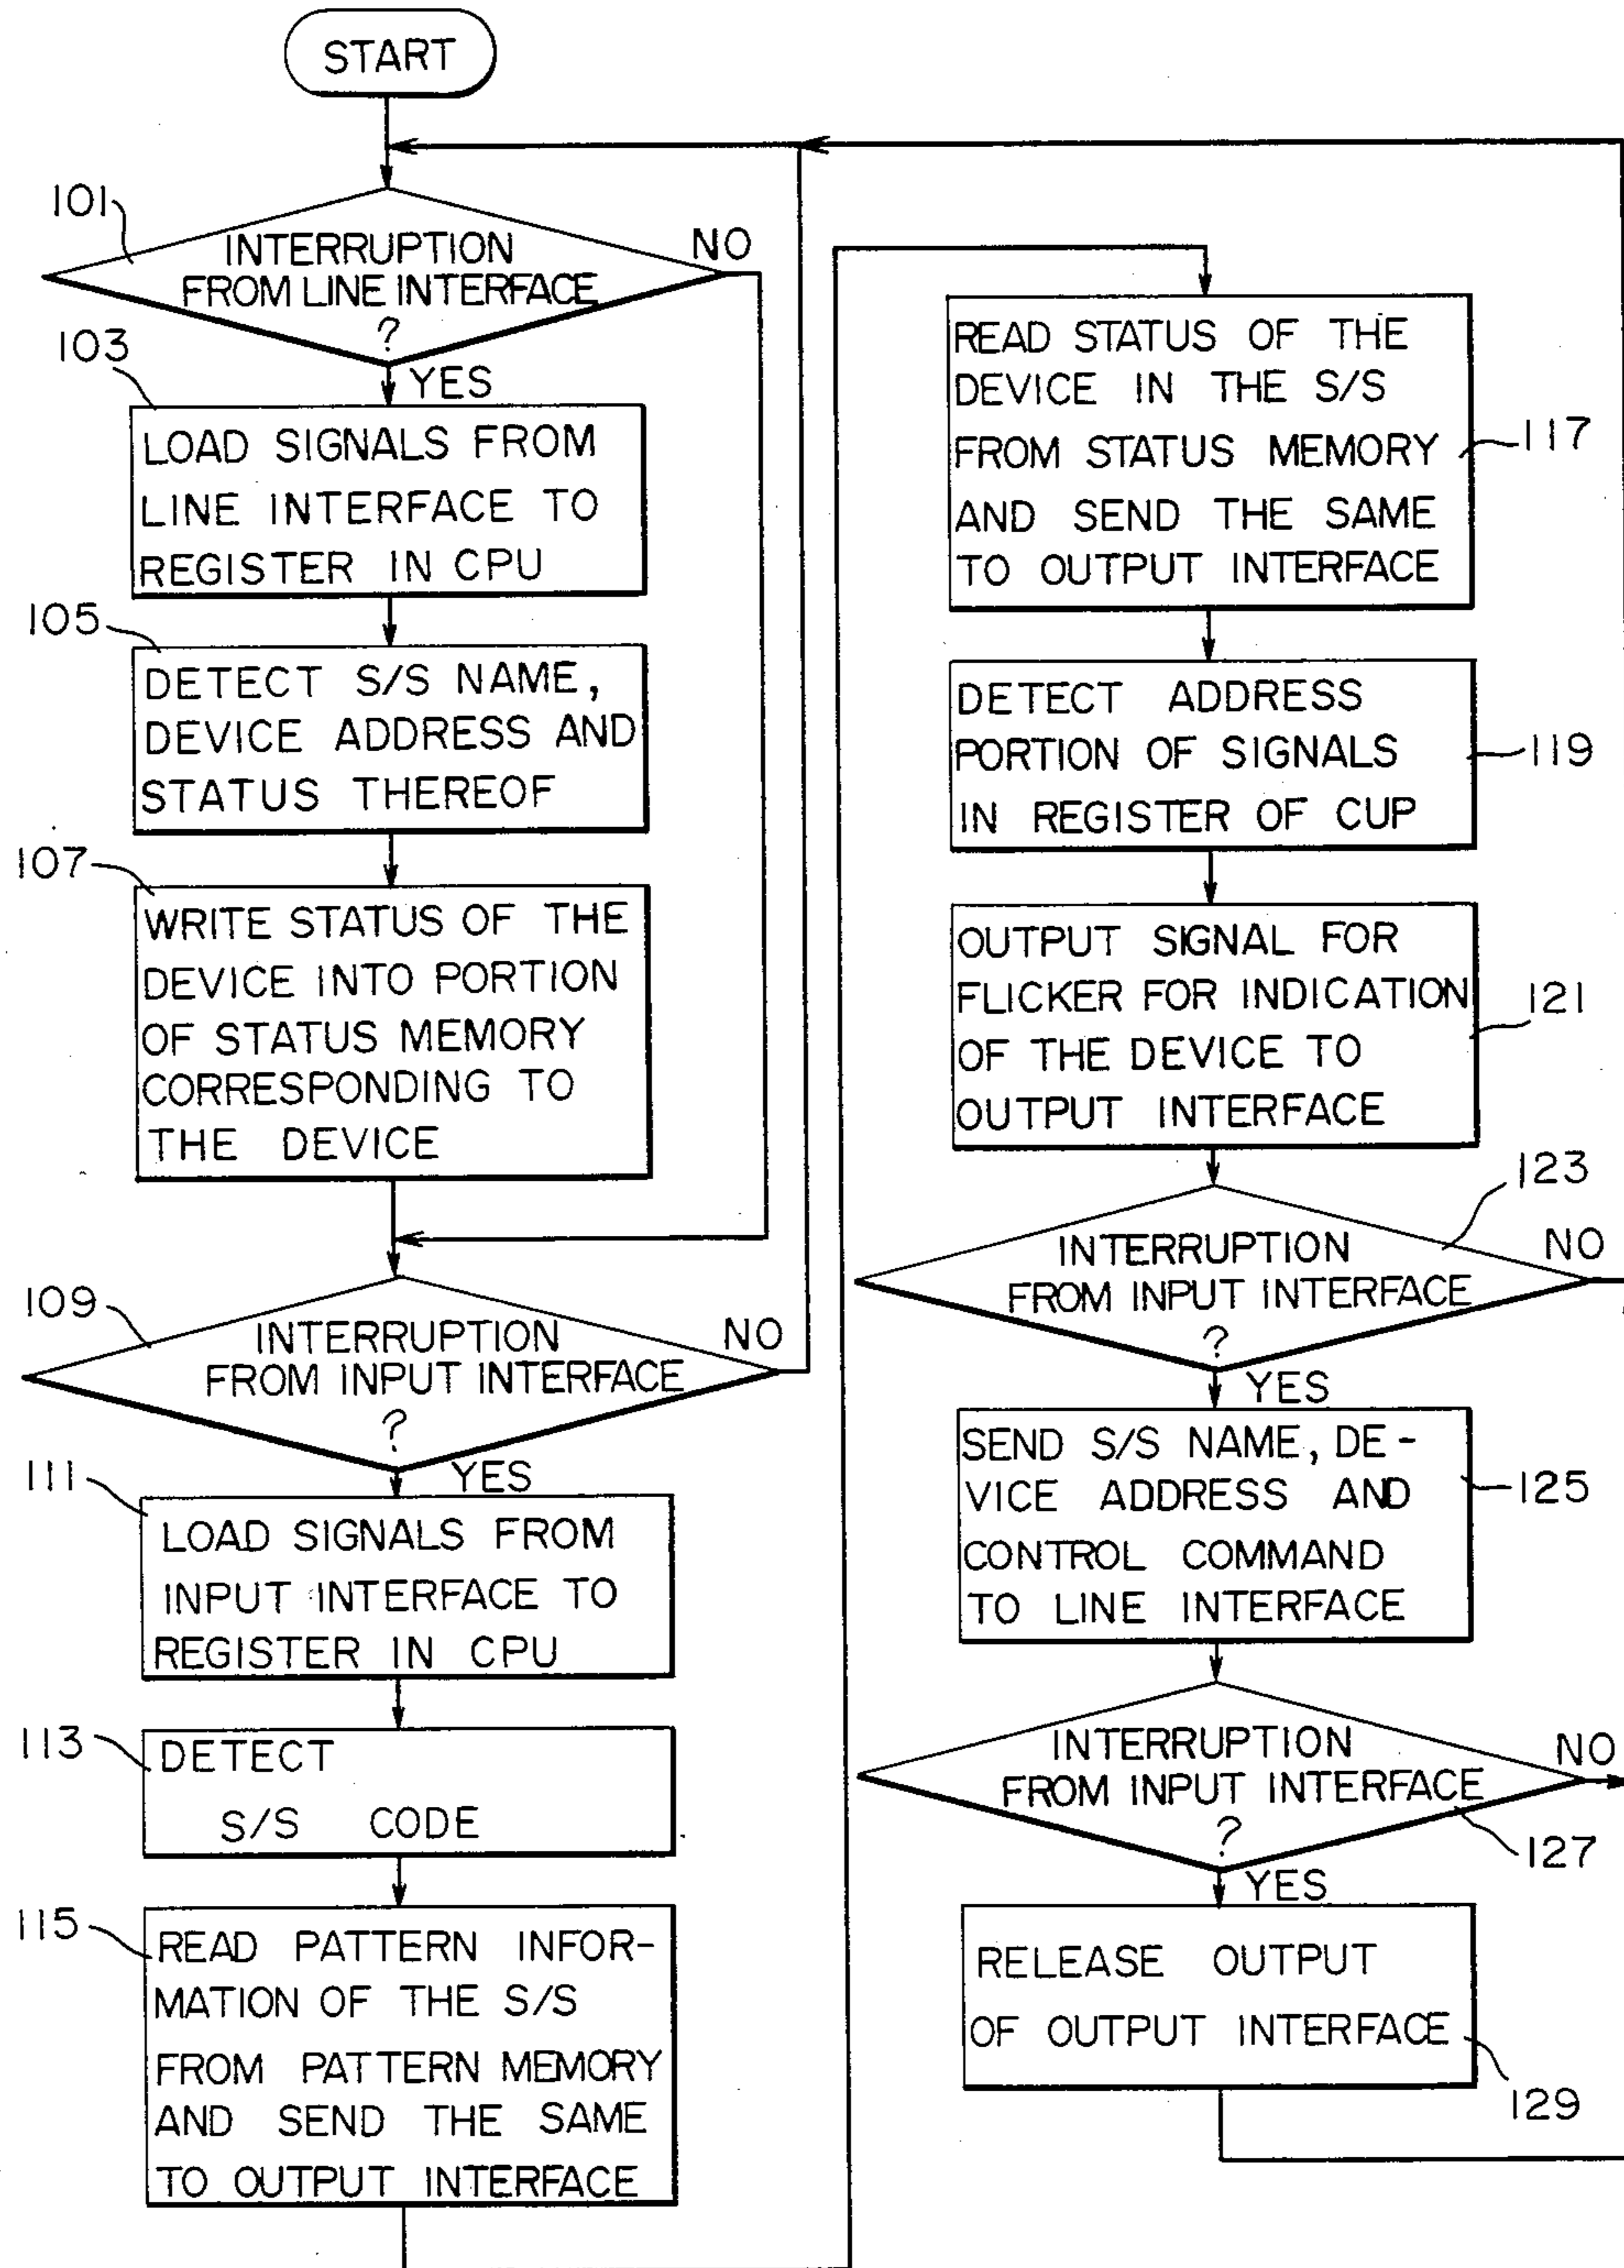 START
101
INTERRUPTION
FROM LINE INTERFACE
?
NO
YES
103
LOAD SIGNALS FROM
LINE INTERFACE TO
REGISTER IN CPU
105
DETECT S/S NAME,
DEVICE ADDRESS AND
STATUS THEREOF
107
WRITE STATUS OF THE
DEVICE INTO PORTION
OF STATUS MEMORY
CORRESPONDING TO
THE DEVICE
109
INTERRUPTION
FROM INPUT INTERFACE
?
NO
YES
111
LOAD SIGNALS FROM
INPUT INTERFACE TO
REGISTER IN CPU
113
DETECT
S/S CODE
115
READ PATTERN INFOR-
MATION OF THE S/S
FROM PATTERN MEMORY
AND SEND THE SAME
TO OUTPUT INTERFACE
READ STATUS OF THE
DEVICE IN THE S/S
FROM STATUS MEMORY
AND SEND THE SAME
TO OUTPUT INTERFACE
117
DETECT ADDRESS
PORTION OF SIGNALS
IN REGISTER OF CUP
119
OUTPUT SIGNAL FOR
FLICKER FOR INDICATION
OF THE DEVICE TO
OUTPUT INTERFACE
121
123
INTERRUPTION
FROM INPUT INTERFACE
?
NO
YES
SEND S/S NAME, DE-
VICE ADDRESS AND
CONTROL COMMAND
TO LINE INTERFACE
125
INTERRUPTION
FROM INPUT INTERFACE
?
NO
127
YES
RELEASE OUTPUT
OF OUTPUT INTERFACE
129